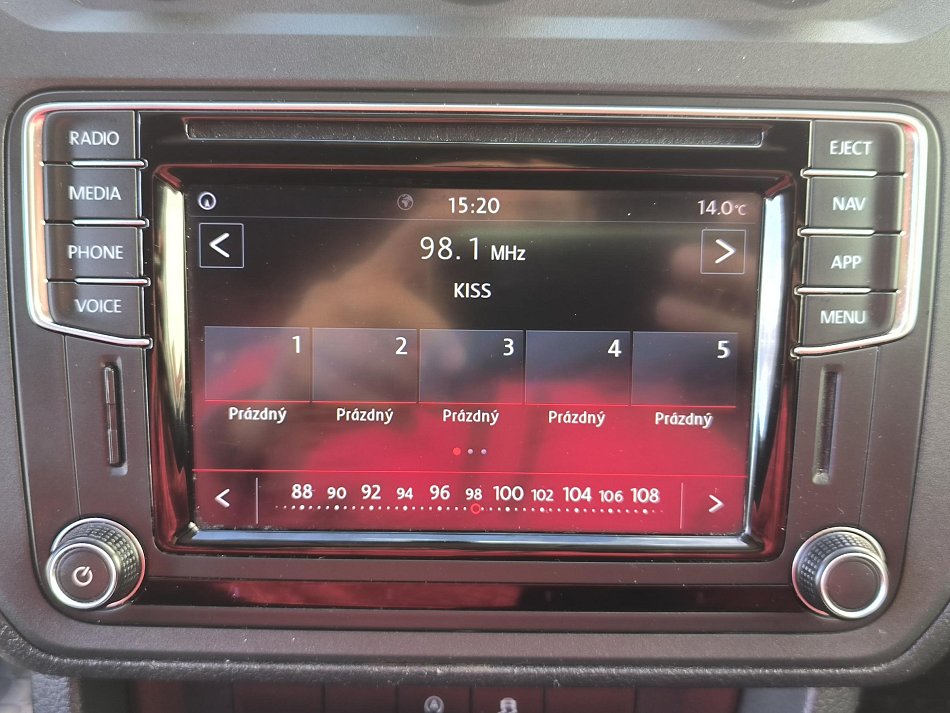 RADIO
MEDIA
PHONE
VOICE
EJECT
NAV
APP
MENU
15:20
14.0°C
< 98.1 MHz >
KISS
1 2 3 4 5
Prázdný Prázdný Prázdný Prázdný Prázdný
< 88 90 92 94 96 98 100 102 104 106 108 >